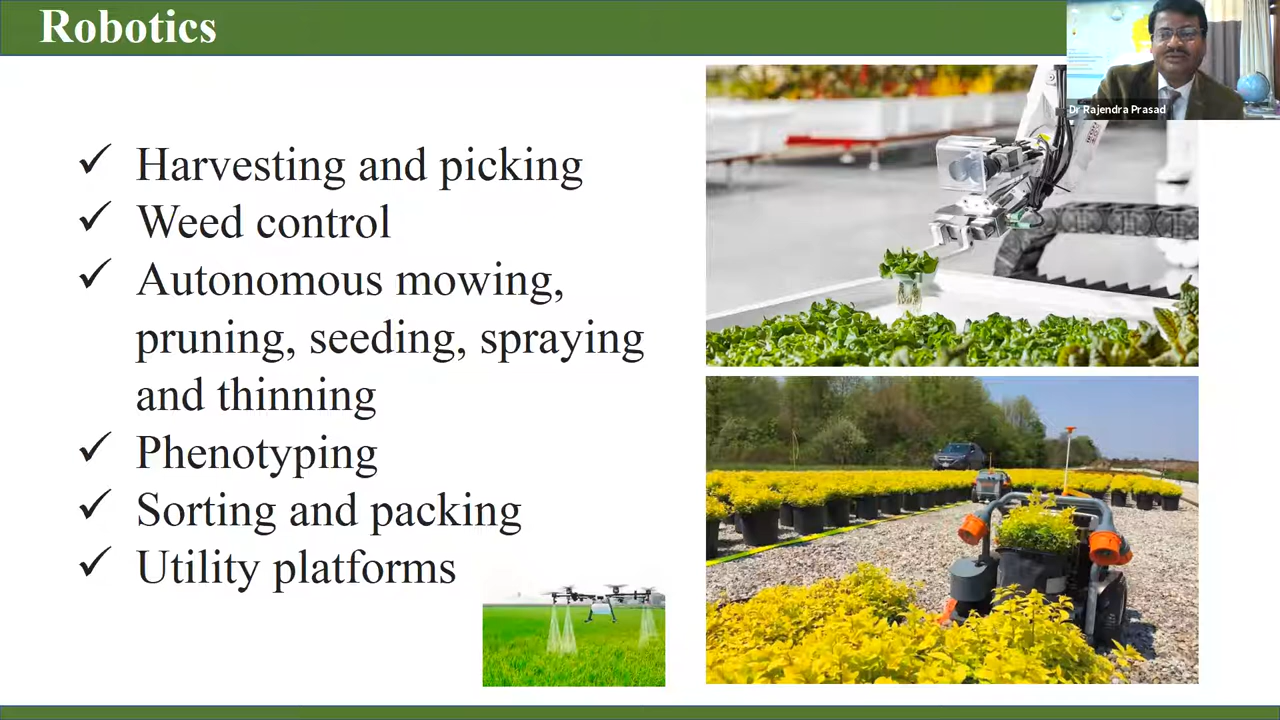 Robotics
Dr Rajendra Prasad
✓ Harvesting and picking
✓ Weed control
✓ Autonomous mowing,
pruning, seeding, spraying
and thinning
✓ Phenotyping
✓ Sorting and packing
✓ Utility platforms